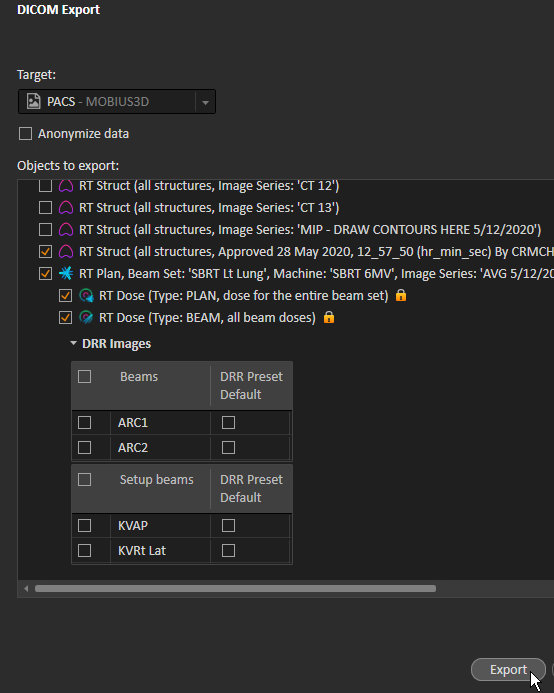 DICOM Export
Target:
PACS - MOBIUS3D
Anonymize data
Objects to export:
RT Struct (all structures, Image Series: 'CT 12')
RT Struct (all structures, Image Series: 'CT 13')
RT Struct (all structures, Image Series: 'MIP - DRAW CONTOURS HERE 5/12/2020')
RT Struct (all structures, Approved 28 May 2020, 12_57_50 (hr_min_sec) By CRMCH
RT Plan, Beam Set: 'SBRT Lt Lung', Machine: 'SBRT 6MV', Image Series: 'AVG 5/12/20
RT Dose (Type: PLAN, dose for the entire beam set)
RT Dose (Type: BEAM, all beam doses)
DRR Images
Beams DRR Preset
Default
ARC1
ARC2
Setup beams DRR Preset
Default
KVAP
KVRt Lat
Export